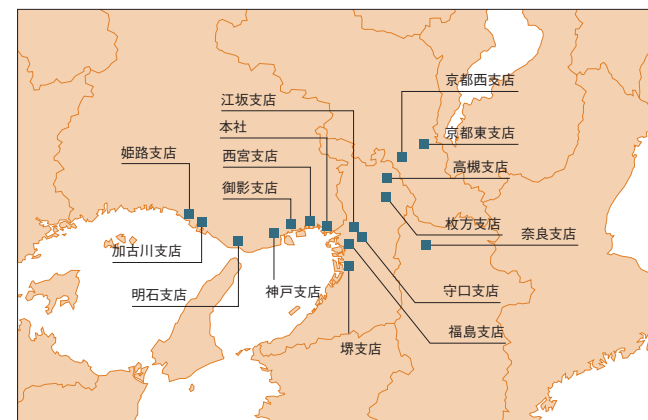 京都西支店
江坂支店
本社
京都東支店
姫路支店
西宮支店
高槻支店
御影支店
枚方支店
奈良支店
加古川支店
明石支店
神戸支店
守口支店
福島支店
堺支店